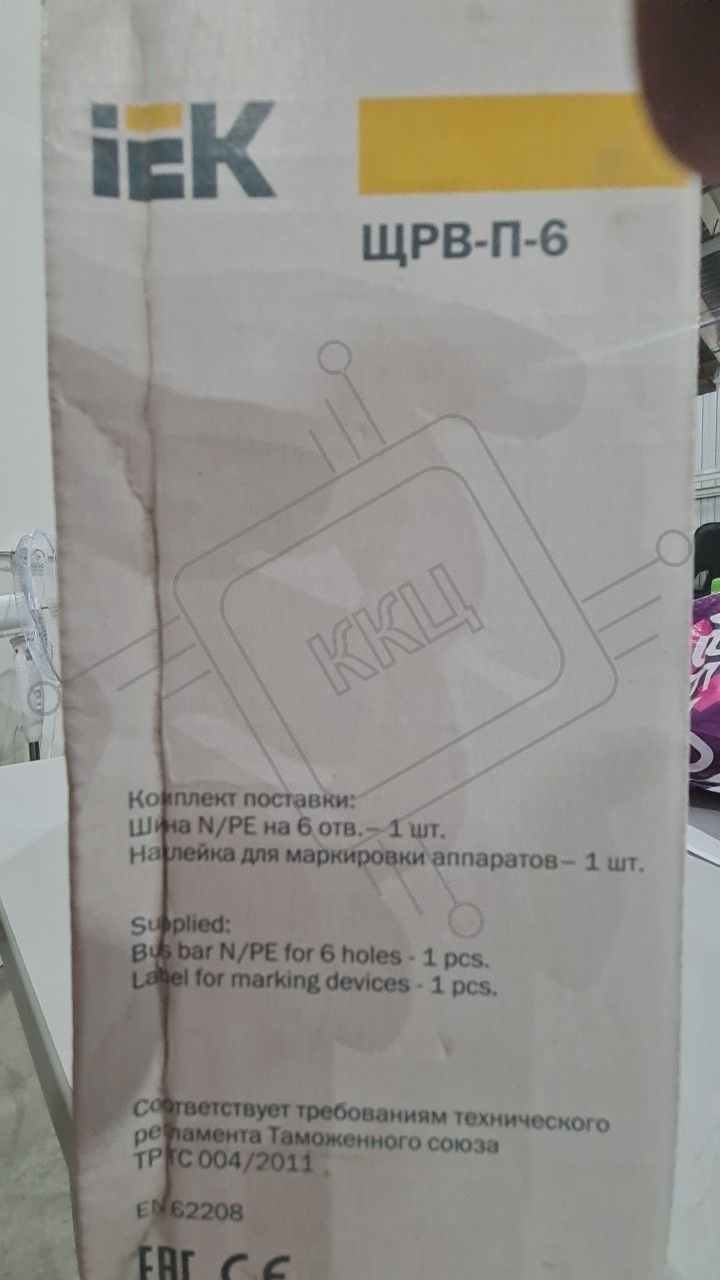 IEK
ЩРВ-П-6
ККЦ
Комплект поставки:
Шина N/PE на 6 отв.– 1 шт.
Наклейка для маркировки аппаратов– 1 шт.
Supplied:
Bus bar N/PE for 6 holes - 1 pcs.
Label for marking devices - 1 pcs.
Соответствует требованиям технического
регламента Таможенного союза
ТР ТС 004/2011
EN 62208
EAC CE